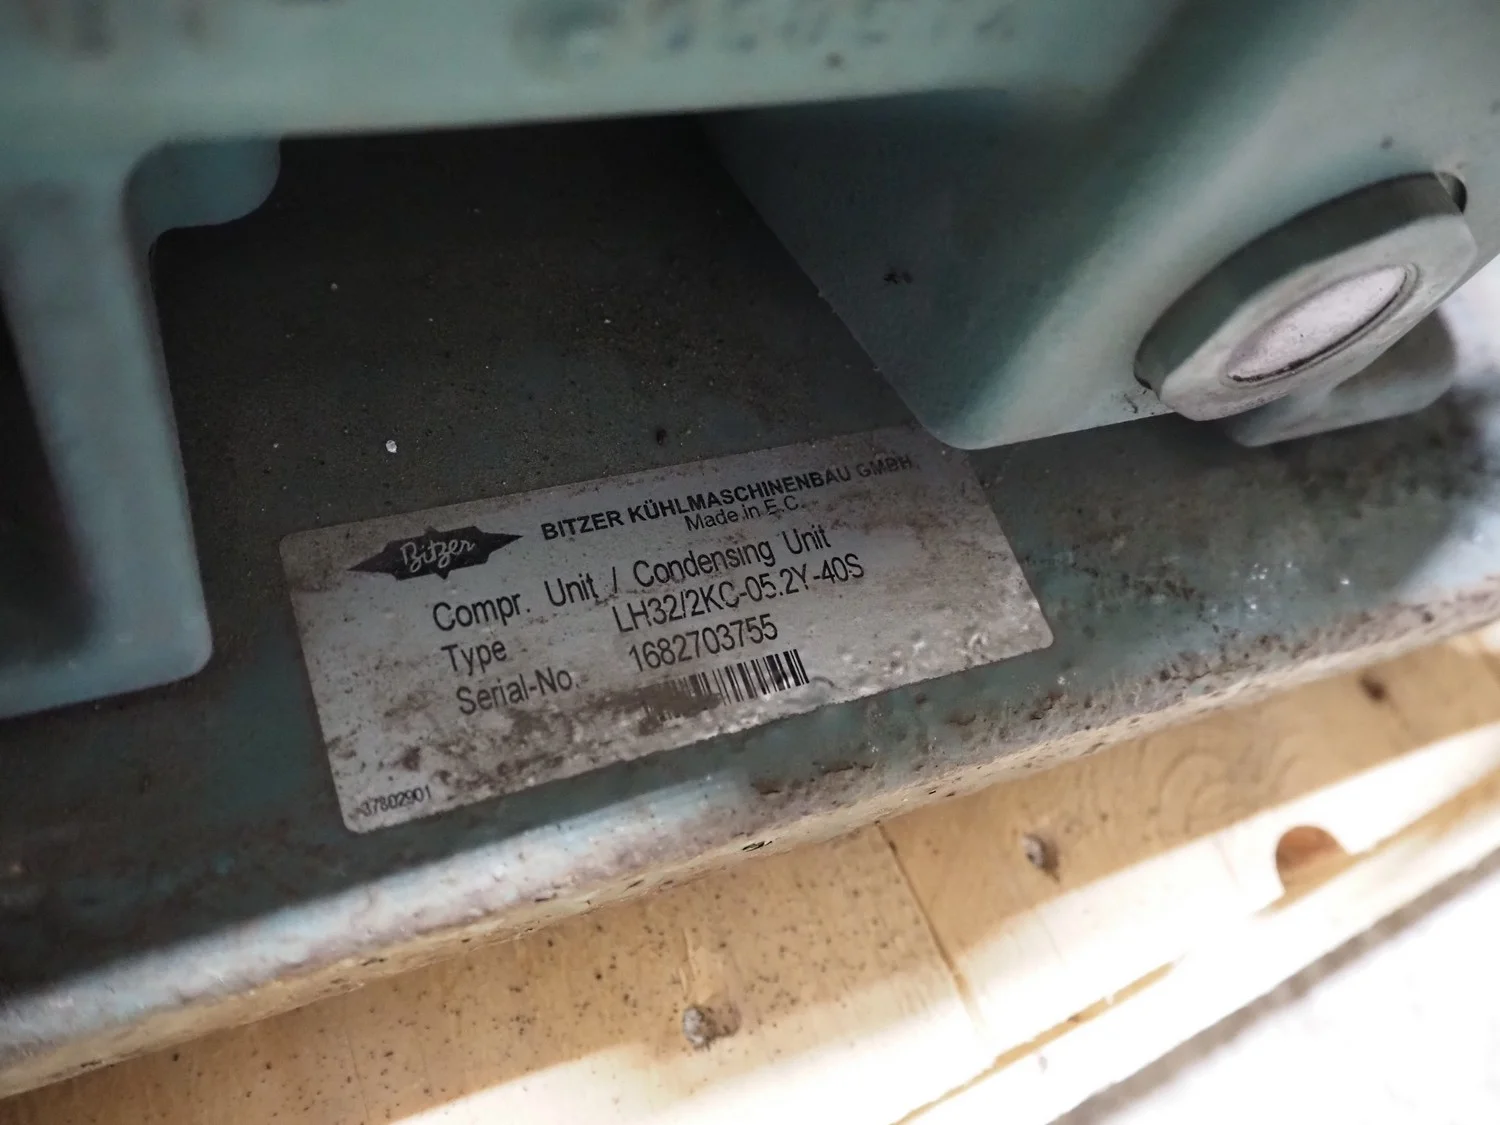 Bitzer
BITZER KÜHLMASCHINENBAU GMBH
Made in E.C.
Compr. Unit / Condensing Unit
Type LH32/2KC-05.2Y-40S
Serial-No. 1682703755
37802901